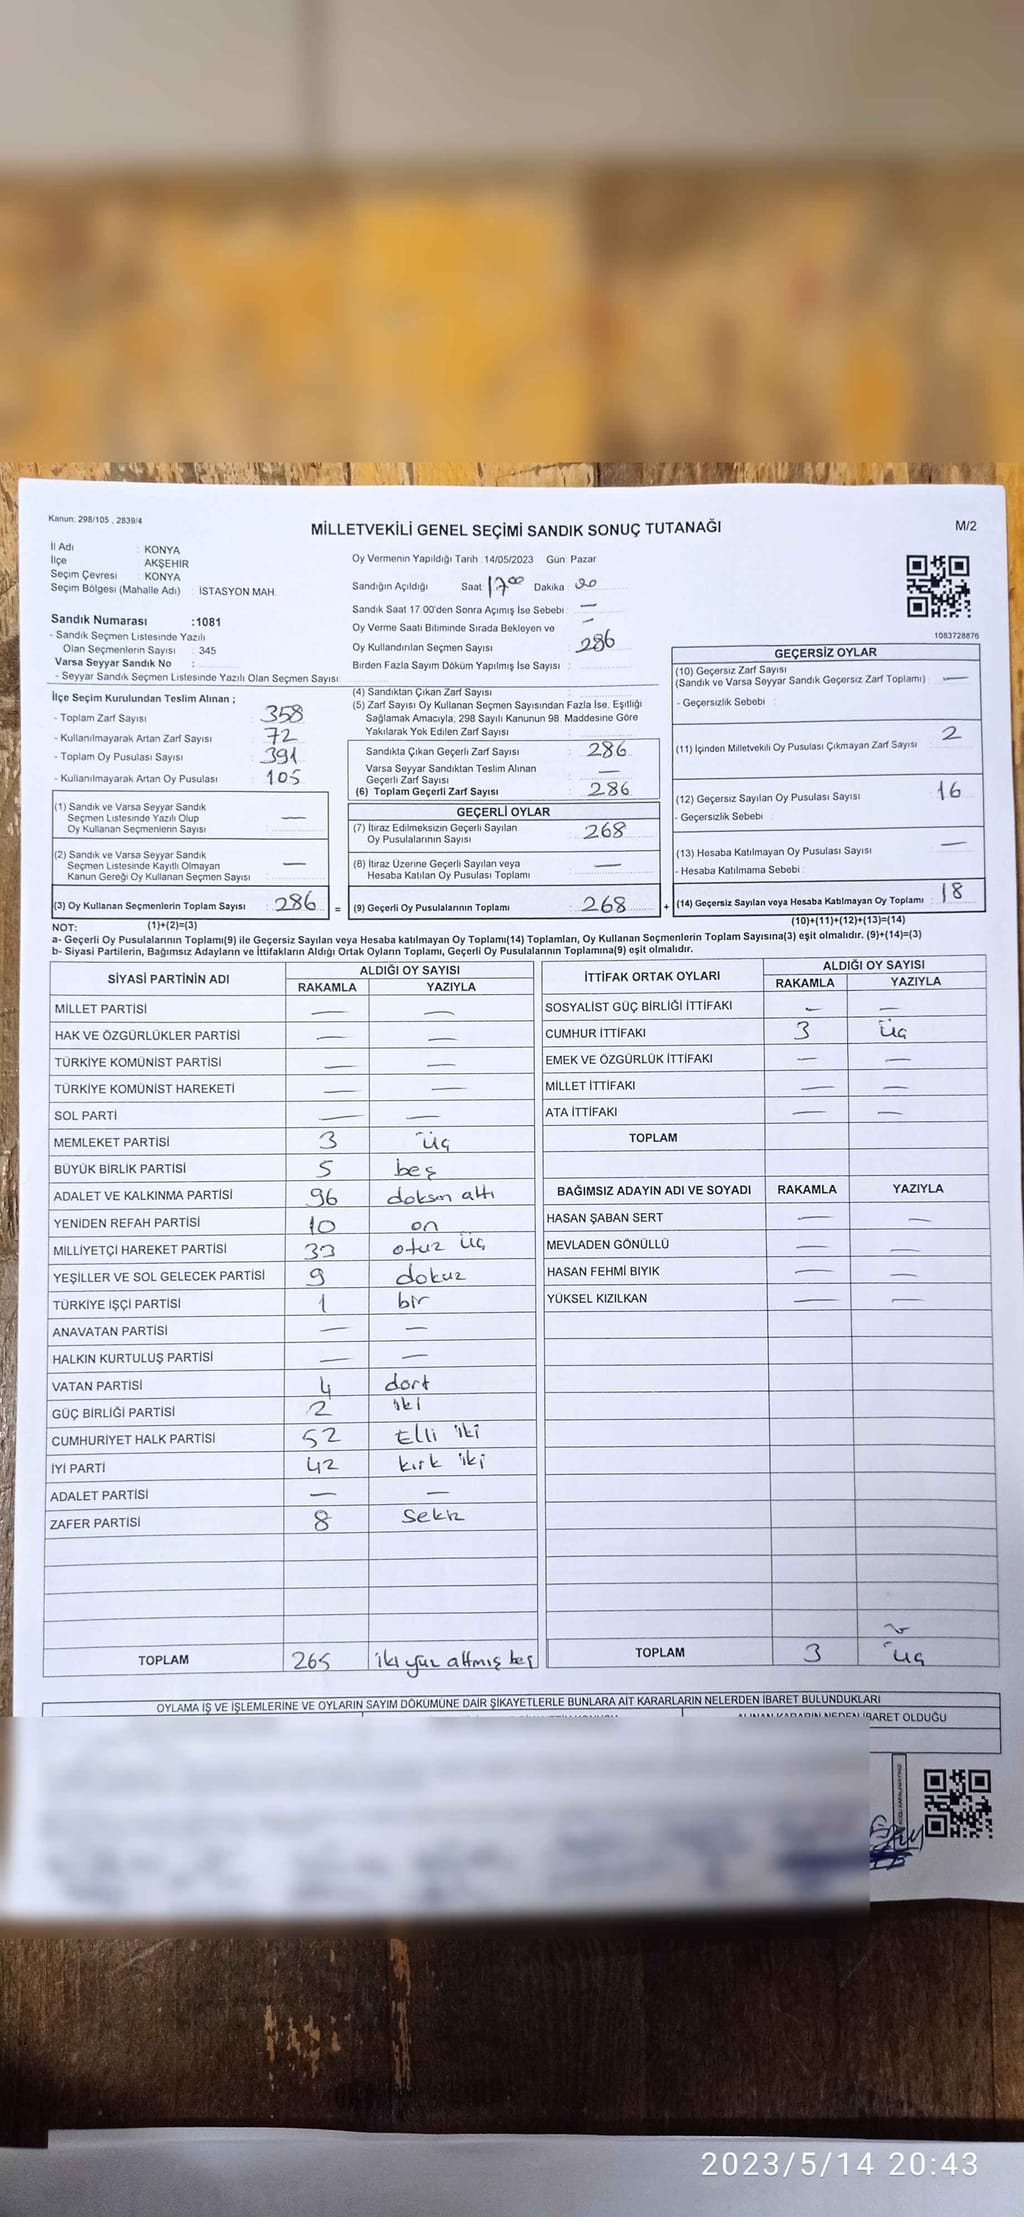 Kanun; 298/105 , 2839/4
MİLLETVEKİLİ GENEL SEÇİMİ SANDIK SONUÇ TUTANAĞI
M/2
İl Adı : KONYA
İlçe : AKŞEHİR
Seçim Çevresi : KONYA
Seçim Bölgesi (Mahalle Adı) : İSTASYON MAH.
Oy Vermenin Yapıldığı Tarih : 14/05/2023 Gün : Pazar
Sandığın Açıldığı Saat : 17 00 Dakika :
Sandık Saat 17:00'den Sonra Açımış İse Sebebi : —
Oy Verme Saati Bitiminde Sırada Bekleyen ve : —
Oy Kullandırılan Seçmen Sayısı : 286
Birden Fazla Sayım Döküm Yapılmış İse Sayısı :
1083728876
Sandık Numarası :1081
- Sandık Seçmen Listesinde Yazılı
Olan Seçmenlerin Sayısı : 345
Varsa Seyyar Sandık No :
- Seyyar Sandık Seçmen Listesinde Yazılı Olan Seçmen Sayısı :
İlçe Seçim Kurulundan Teslim Alınan ;
- Toplam Zarf Sayısı : 358
- Kullanılmayarak Artan Zarf Sayısı : 72
- Toplam Oy Pusulası Sayısı : 391
- Kullanılmayarak Artan Oy Pusulası : 105
(1) Sandık ve Varsa Seyyar Sandık
Seçmen Listesinde Yazılı Olup
Oy Kullanan Seçmenlerin Sayısı : —
(2) Sandık ve Varsa Seyyar Sandık
Seçmen Listesinde Kayıtlı Olmayan
Kanun Gereği Oy Kullanan Seçmen Sayısı : —
(3) Oy Kullanan Seçmenlerin Toplam Sayısı : 286 =
(4) Sandıktan Çıkan Zarf Sayısı :
(5) Zarf Sayısı Oy Kullanan Seçmen Sayısından Fazla İse, Eşitliği
Sağlamak Amacıyla, 298 Sayılı Kanunun 98. Maddesine Göre
Yakılarak Yok Edilen Zarf Sayısı :
Sandıkta Çıkan Geçerli Zarf Sayısı : 286
Varsa Seyyar Sandıktan Teslim Alınan
Geçerli Zarf Sayısı : —
(6) Toplam Geçerli Zarf Sayısı : 286
GEÇERLİ OYLAR
(7) İtiraz Edilmeksizin Geçerli Sayılan
Oy Pusulalarının Sayısı : 268
(8) İtiraz Üzerine Geçerli Sayılan veya
Hesaba Katılan Oy Pusulaları Toplamı : —
(9) Geçerli Oy Pusulalarının Toplamı : 268 +
GEÇERSİZ OYLAR
(10) Geçersiz Zarf Sayısı
(Sandık ve Varsa Seyyar Sandık Geçersiz Zarf Toplamı) : —
- Geçersizlik Sebebi :
(11) İçinden Milletvekili Oy Pusulası Çıkmayan Zarf Sayısı : 2
(12) Geçersiz Sayılan Oy Pusulası Sayısı : 16
- Geçersizlik Sebebi :
(13) Hesaba Katılmayan Oy Pusulası Sayısı : —
- Hesaba Katılmama Sebebi :
(14) Geçersiz Sayılan veya Hesaba Katılmayan Oy Toplamı : 18
NOT: (1)+(2)=(3)
(10)+(11)+(12)+(13)=(14)
a- Geçerli Oy Pusulalarının Toplamı(9) ile Geçersiz Sayılan veya Hesaba katılmayan Oy Toplamı(14) Toplamları, Oy Kullanan Seçmenlerin Toplam Sayısına(3) eşit olmalıdır. (9)+(14)=(3)
b- Siyasi Partilerin, Bağımsız Adayların ve İttifakların Aldığı Ortak Oyların Toplamı, Geçerli Oy Pusulalarının Toplamına(9) eşit olmalıdır.
SİYASİ PARTİNİN ADI ALDIĞI OY SAYISI
RAKAMLA YAZIYLA
MİLLET PARTİSİ — —
HAK VE ÖZGÜRLÜKLER PARTİSİ — —
TÜRKİYE KOMÜNİST PARTİSİ — —
TÜRKİYE KOMÜNİST HAREKETİ — —
SOL PARTİ — —
MEMLEKET PARTİSİ 3 üç
BÜYÜK BİRLİK PARTİSİ 5 beş
ADALET VE KALKINMA PARTİSİ 96 doksan altı
YENİDEN REFAH PARTİSİ 10 on
MİLLİYETÇİ HAREKET PARTİSİ 33 otuz üç
YEŞİLLER VE SOL GELECEK PARTİSİ 9 dokuz
TÜRKİYE İŞÇİ PARTİSİ 1 bir
ANAVATAN PARTİSİ — —
HALKIN KURTULUŞ PARTİSİ — —
VATAN PARTİSİ 4 dört
GÜÇ BİRLİĞİ PARTİSİ 2 iki
CUMHURİYET HALK PARTİSİ 52 Elli iki
İYİ PARTİ 42 kırk iki
ADALET PARTİSİ — —
ZAFER PARTİSİ 8 Sekiz
TOPLAM 265 iki yüz altmış beş
İTTİFAK ORTAK OYLARI ALDIĞI OY SAYISI
RAKAMLA YAZIYLA
SOSYALİST GÜÇ BİRLİĞİ İTTİFAKI — —
CUMHUR İTTİFAKI 3 üç
EMEK VE ÖZGÜRLÜK İTTİFAKI — —
MİLLET İTTİFAKI — —
ATA İTTİFAKI — —
TOPLAM
BAĞIMSIZ ADAYIN ADI VE SOYADI RAKAMLA YAZIYLA
HASAN ŞABAN SERT — —
MEVLADEN GÖNÜLLÜ — —
HASAN FEHMİ BIYIK — —
YÜKSEL KIZILKAN — —
TOPLAM 3 üç
OYLAMA İŞ VE İŞLEMLERİNE VE OYLARIN SAYIM DÖKÜMÜNE DAİR ŞİKAYETLERLE BUNLARA AİT KARARLARIN NELERDEN İBARET BULUNDUKLARI
ALINAN KARARIN NEDEN İBARET OLDUĞU
2023/5/14 20:43